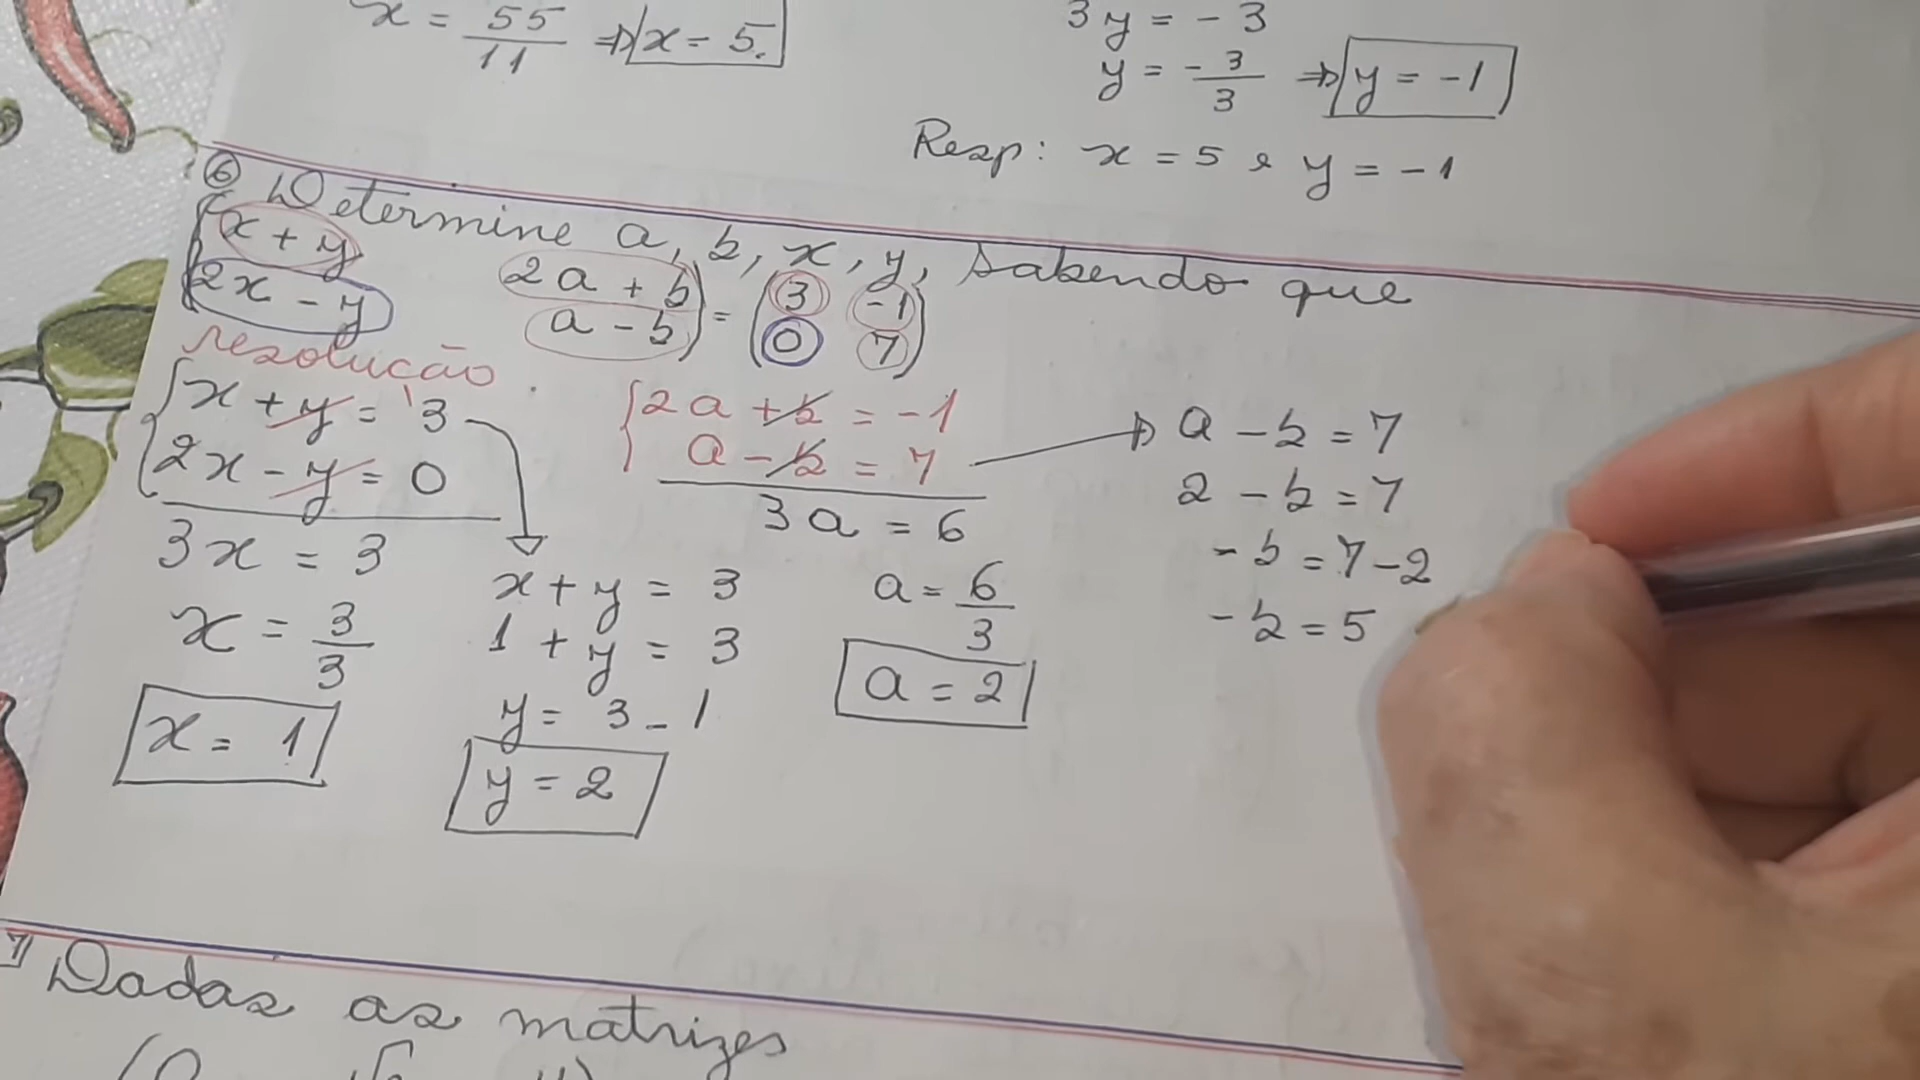 x = 55/11 ⇒ x = 5.
3y = - 3
y = - 3/3 ⇒ y = -1
Resp: x = 5 e y = -1
6 Determine a, b, x, y, sabendo que
(x + y 2a + b) = (3 -1)
(2x - y a - b) (0 7)
resolução
{x + y = 3
2x - y = 0
3x = 3
x = 3/3
x = 1
x + y = 3
1 + y = 3
y = 3 - 1
y = 2
{2a + b = -1
a - b = 7
3a = 6
a = 6/3
a = 2
⇒ a - b = 7
2 - b = 7
- b = 7 - 2
- b = 5
7 Dadas as matrizes